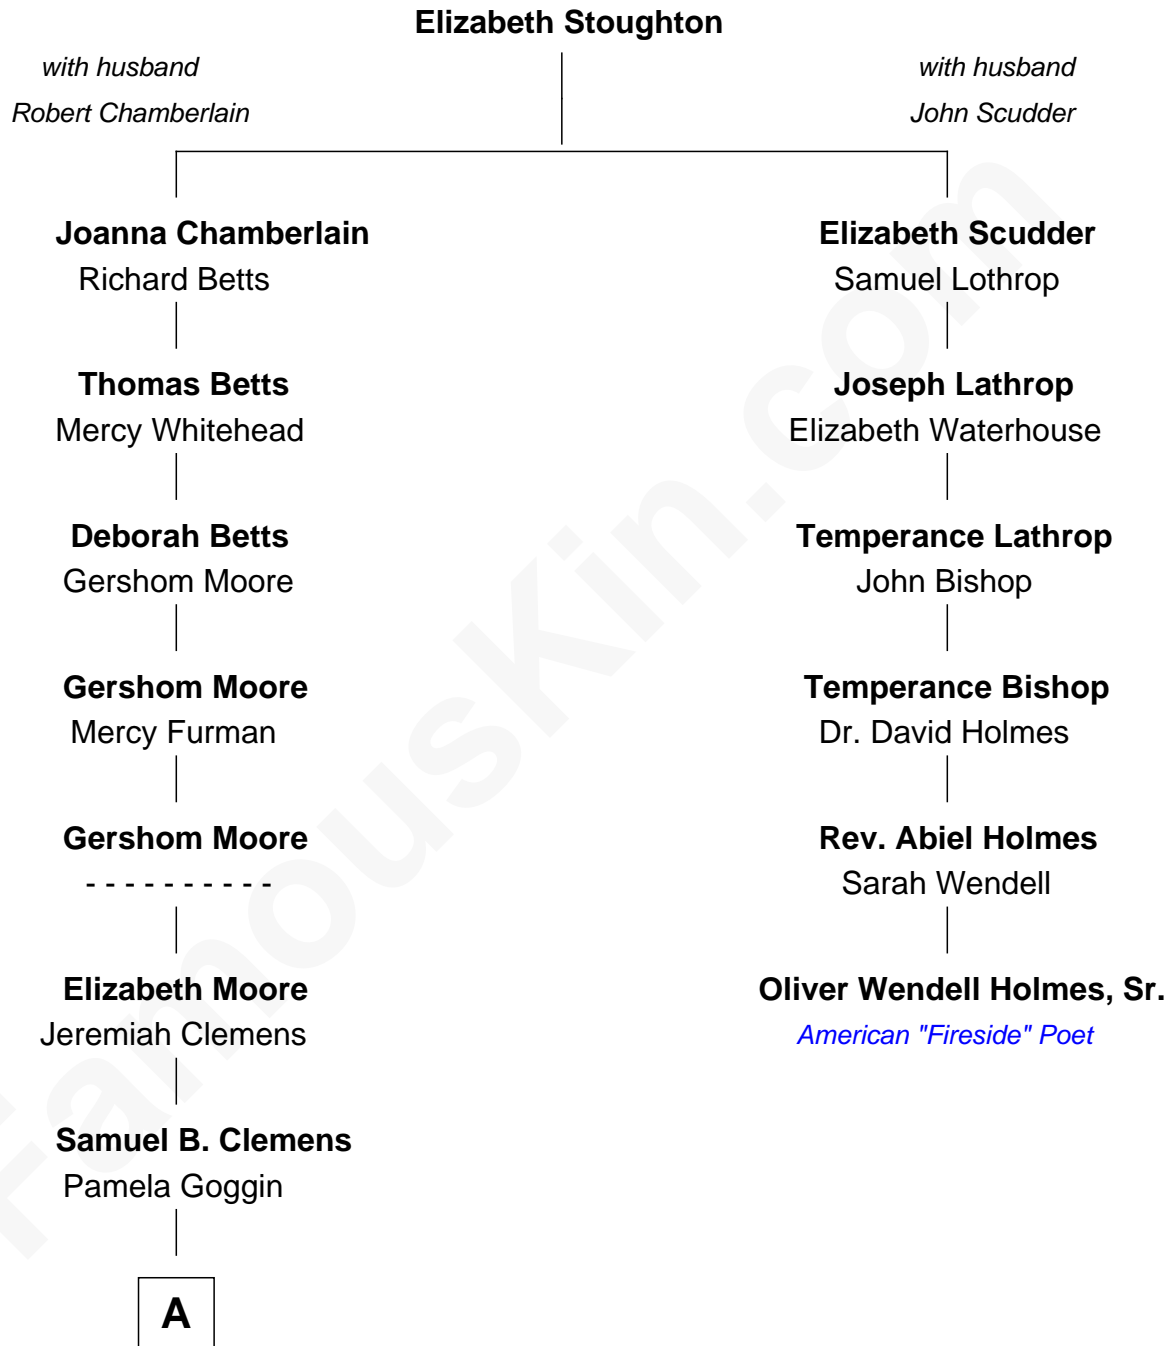 Elizabeth Stoughton
with husband
Robert Chamberlain
with husband
John Scudder
Joanna Chamberlain
Richard Betts
Thomas Betts
Mercy Whitehead
Deborah Betts
Gershom Moore
Gershom Moore
Mercy Furman
Gershom Moore
- - - - - - - - - -
Elizabeth Moore
Jeremiah Clemens
Samuel B. Clemens
Pamela Goggin
A
Elizabeth Scudder
Samuel Lothrop
Joseph Lathrop
Elizabeth Waterhouse
Temperance Lathrop
John Bishop
Temperance Bishop
Dr. David Holmes
Rev. Abiel Holmes
Sarah Wendell
Oliver Wendell Holmes, Sr.
American "Fireside" Poet
FamousKin.com